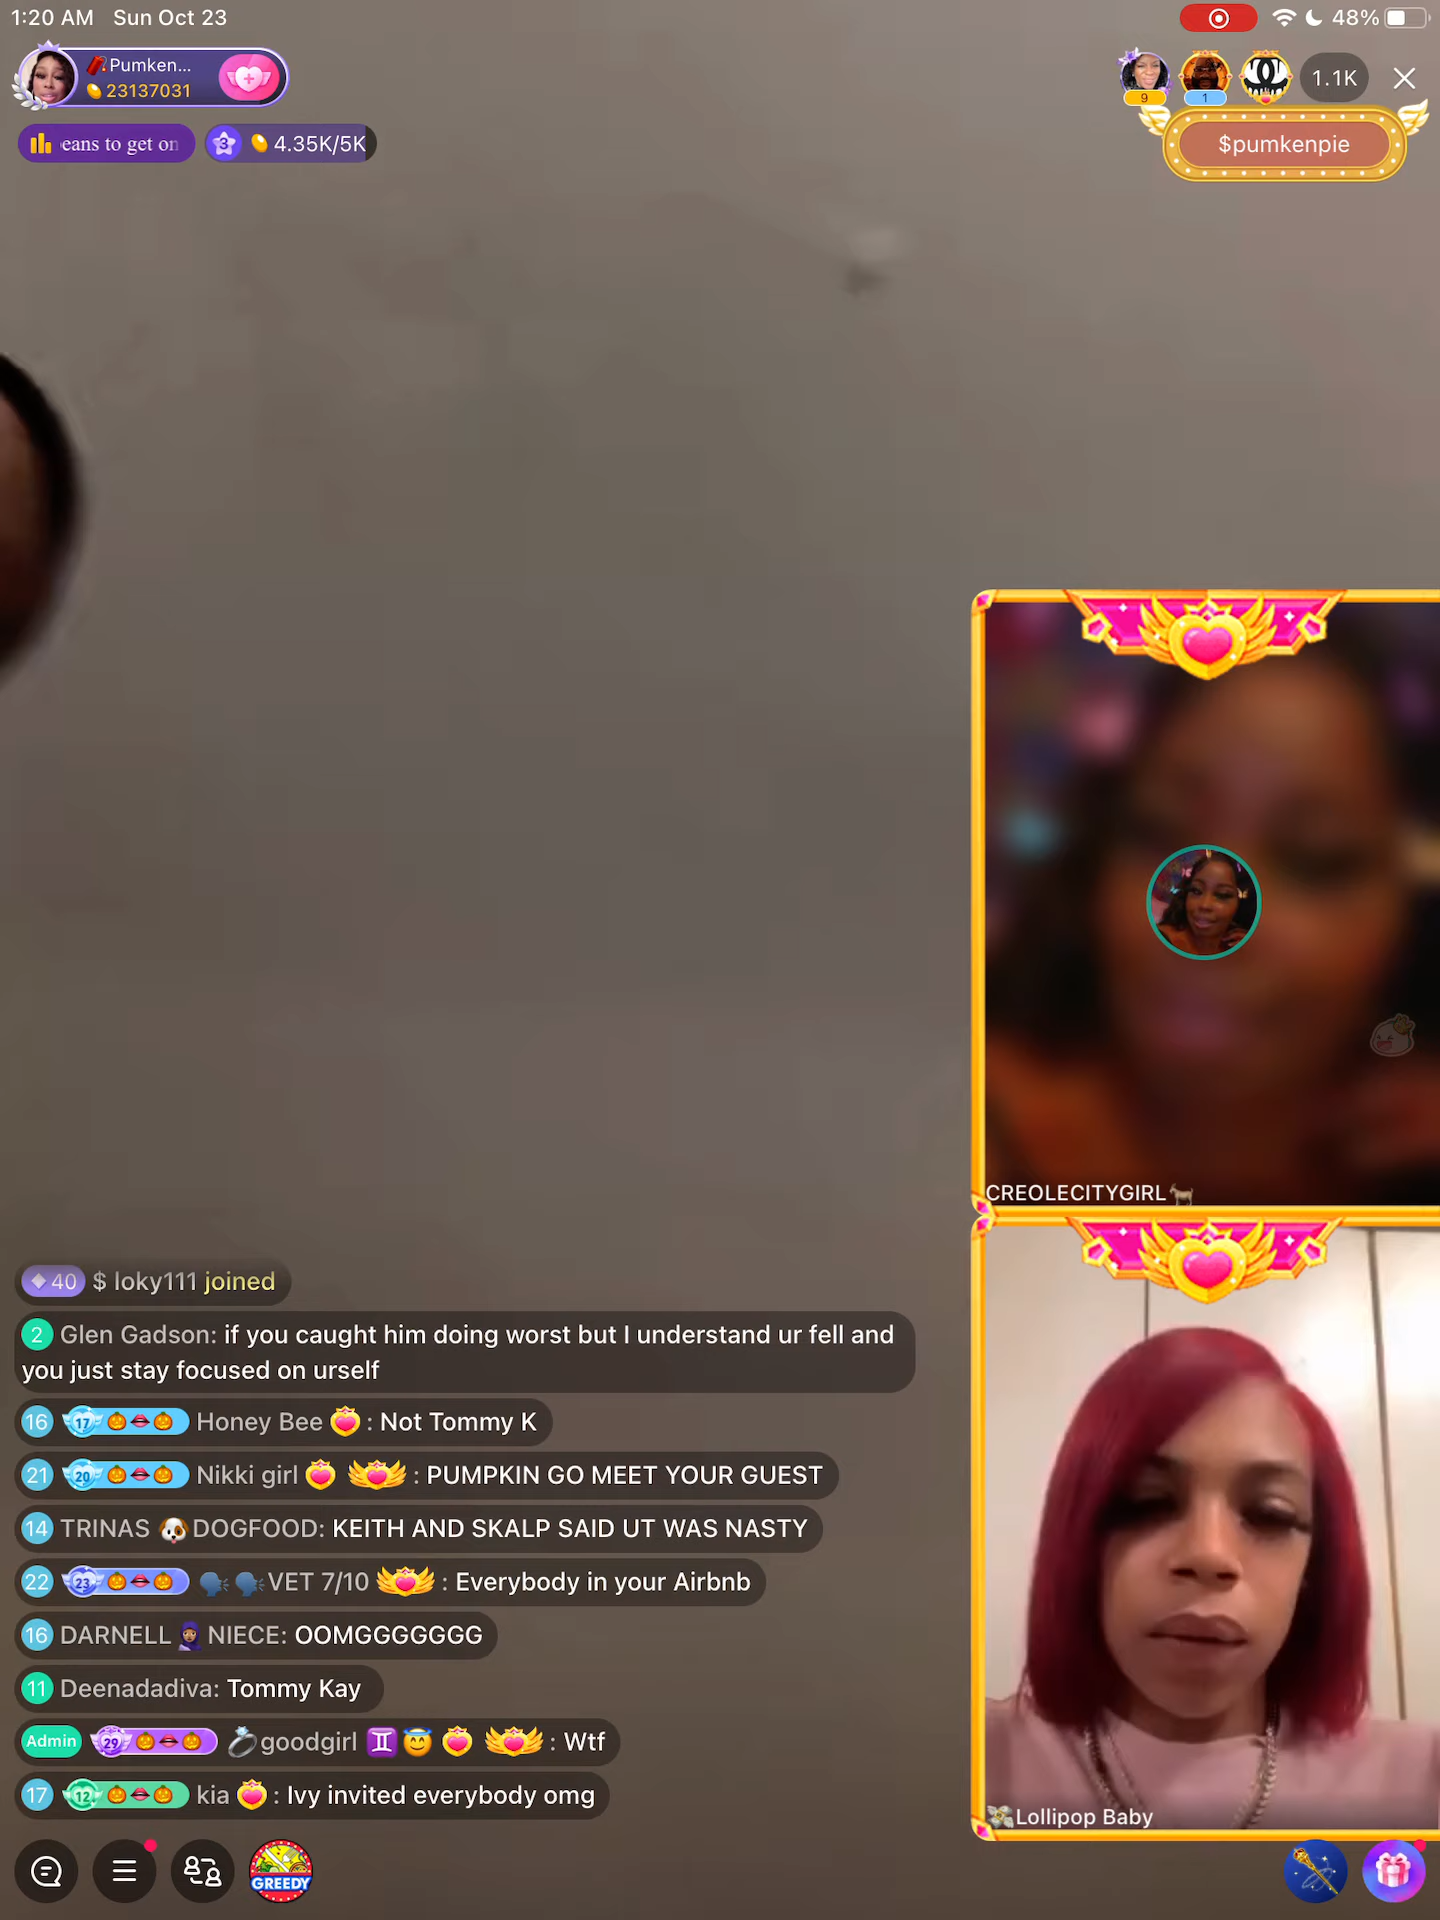 1:20 AM Sun Oct 23
48%
Pumken...
23137031
9
1
1.1K
eans to get on
3
4.35K/5K
$pumkenpie
CREOLECITYGIRL
40 $ loky111 joined
2 Glen Gadson: if you caught him doing worst but I understand ur fell and
you just stay focused on urself
16 17 Honey Bee : Not Tommy K
21 20 Nikki girl : PUMPKIN GO MEET YOUR GUEST
14 TRINAS DOGFOOD: KEITH AND SKALP SAID UT WAS NASTY
22 23 VET 7/10 : Everybody in your Airbnb
16 DARNELL NIECE: OOMGGGGGGG
11 Deenadadiva: Tommy Kay
Admin 29 goodgirl : Wtf
17 12 kia : Ivy invited everybody omg
Lollipop Baby
GREEDY